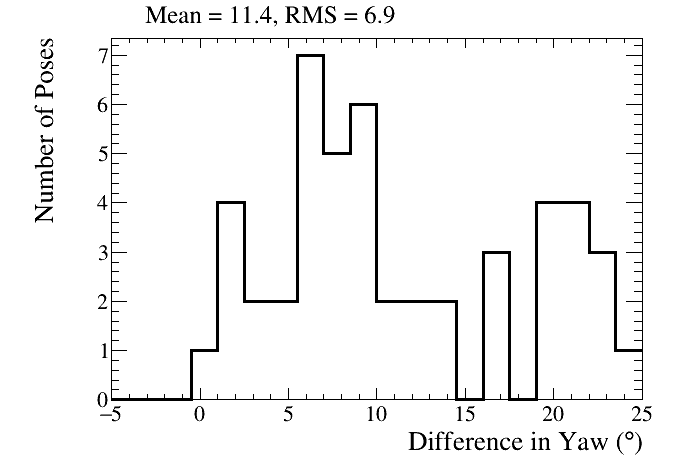 Mean = 11.4, RMS = 6.9
Number of Poses
7
6
5
4
3
2
1
0
−5 0 5 10 15 20 25
Difference in Yaw (°)